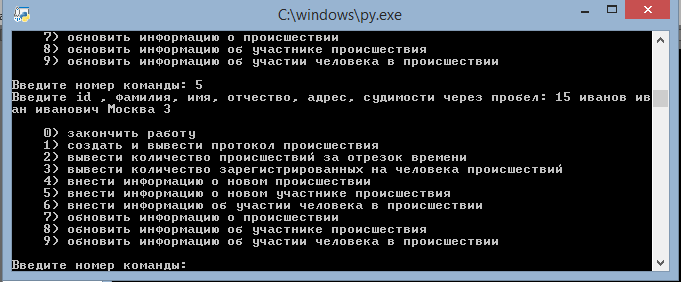 C:\windows\py.exe
7) обновить информацию о происшествии
8) обновить информацию об участнике происшествия
9) обновить информацию об участии человека в происшествии
Введите номер команды: 5
Введите id , фамилия, имя, отчество, адрес, судимости через пробел: 15 иванов ив
ан иванович Москва 3
0) закончить работу
1) создать и вывести протокол происшествия
2) вывести количество происшествий за отрезок времени
3) вывести количество зарегистрированных на человека происшествий
4) внести информацию о новом происшествии
5) внести информацию о новом участнике происшествия
6) внести информацию об участии человека в происшествии
7) обновить информацию о происшествии
8) обновить информацию об участнике происшествия
9) обновить информацию об участии человека в происшествии
Введите номер команды: